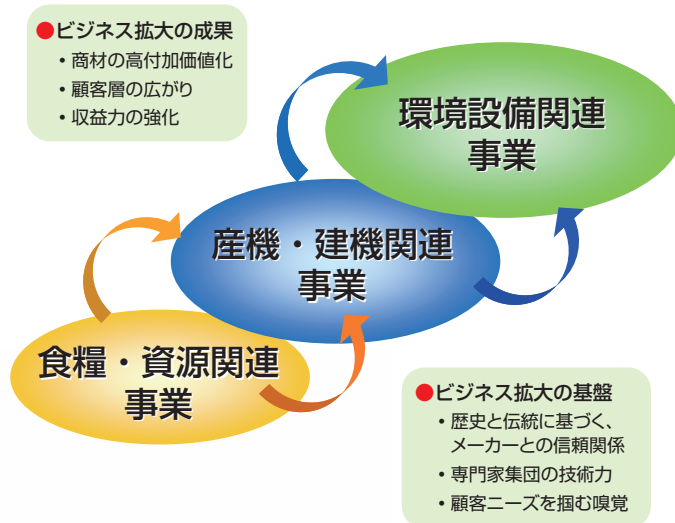 ●ビジネス拡大の成果
・商材の高付加価値化
・顧客層の広がり
・収益力の強化
環境設備関連
事業
産機・建機関連
事業
食糧・資源関連
事業
●ビジネス拡大の基盤
・歴史と伝統に基づく、
メーカーとの信頼関係
・専門家集団の技術力
・顧客ニーズを掴む嗅覚